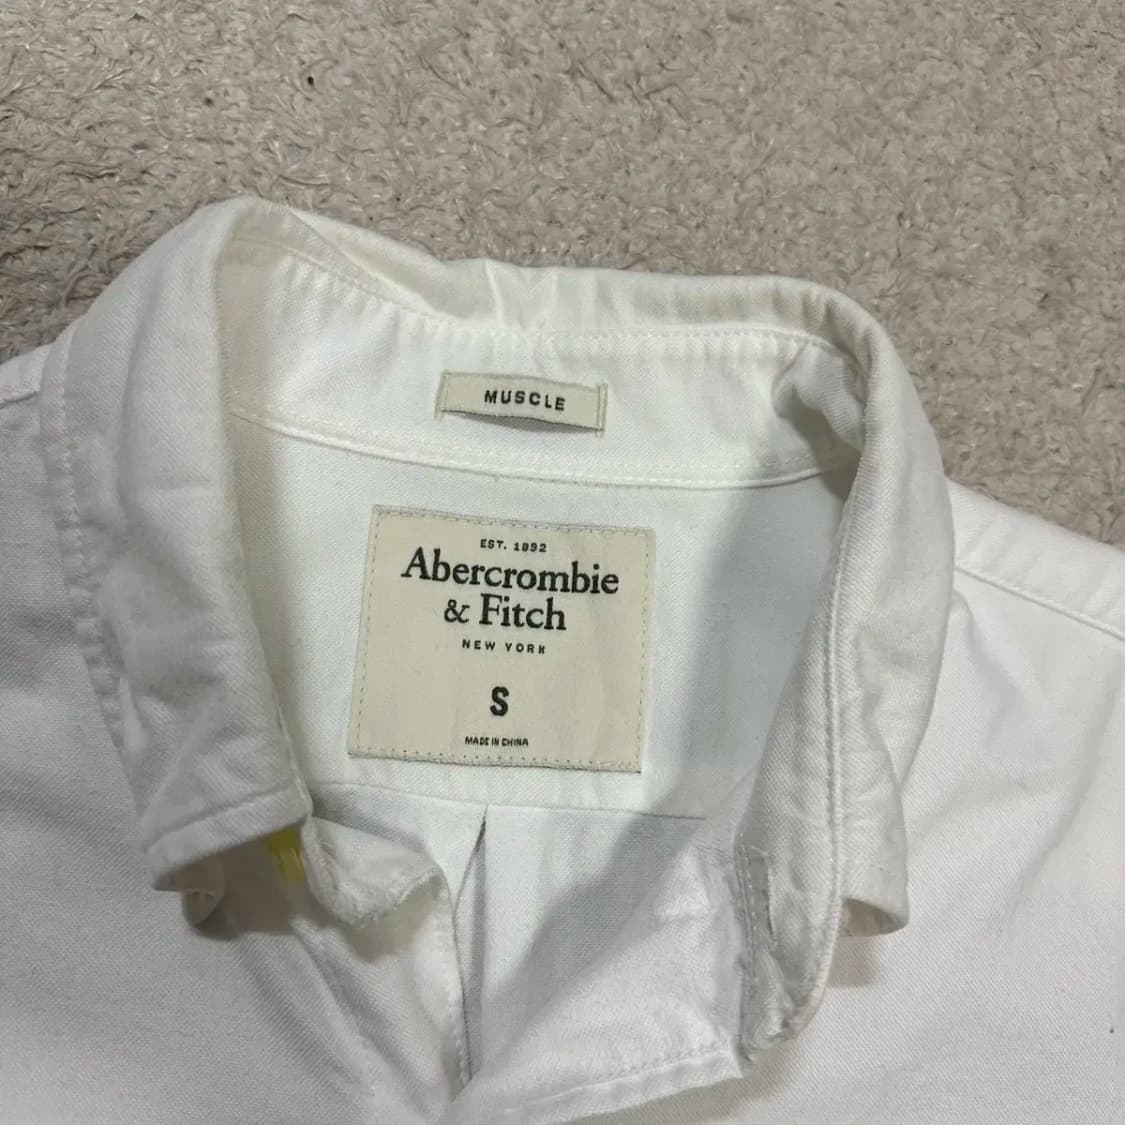 MUSCLE
EST. 1892
Abercrombie
& Fitch
NEW YORK
S
MADE IN CHINA